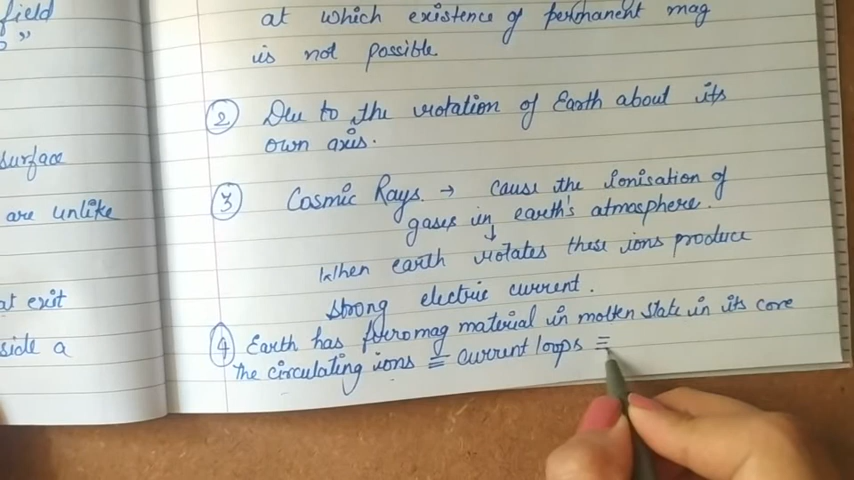 field
”
surface
are unlike
at exit
side a
at which existence of permanent mag
is not possible
② Due to the rotation of Earth about its
own axis.
③ Cosmic Rays. → cause the Ionisation of
gases in earth's atmosphere.
↓
When earth rotates these ions produce
strong electric current.
④ Earth has ferromag material in molten state in its core
the circulating ions ≡ current loops ≡